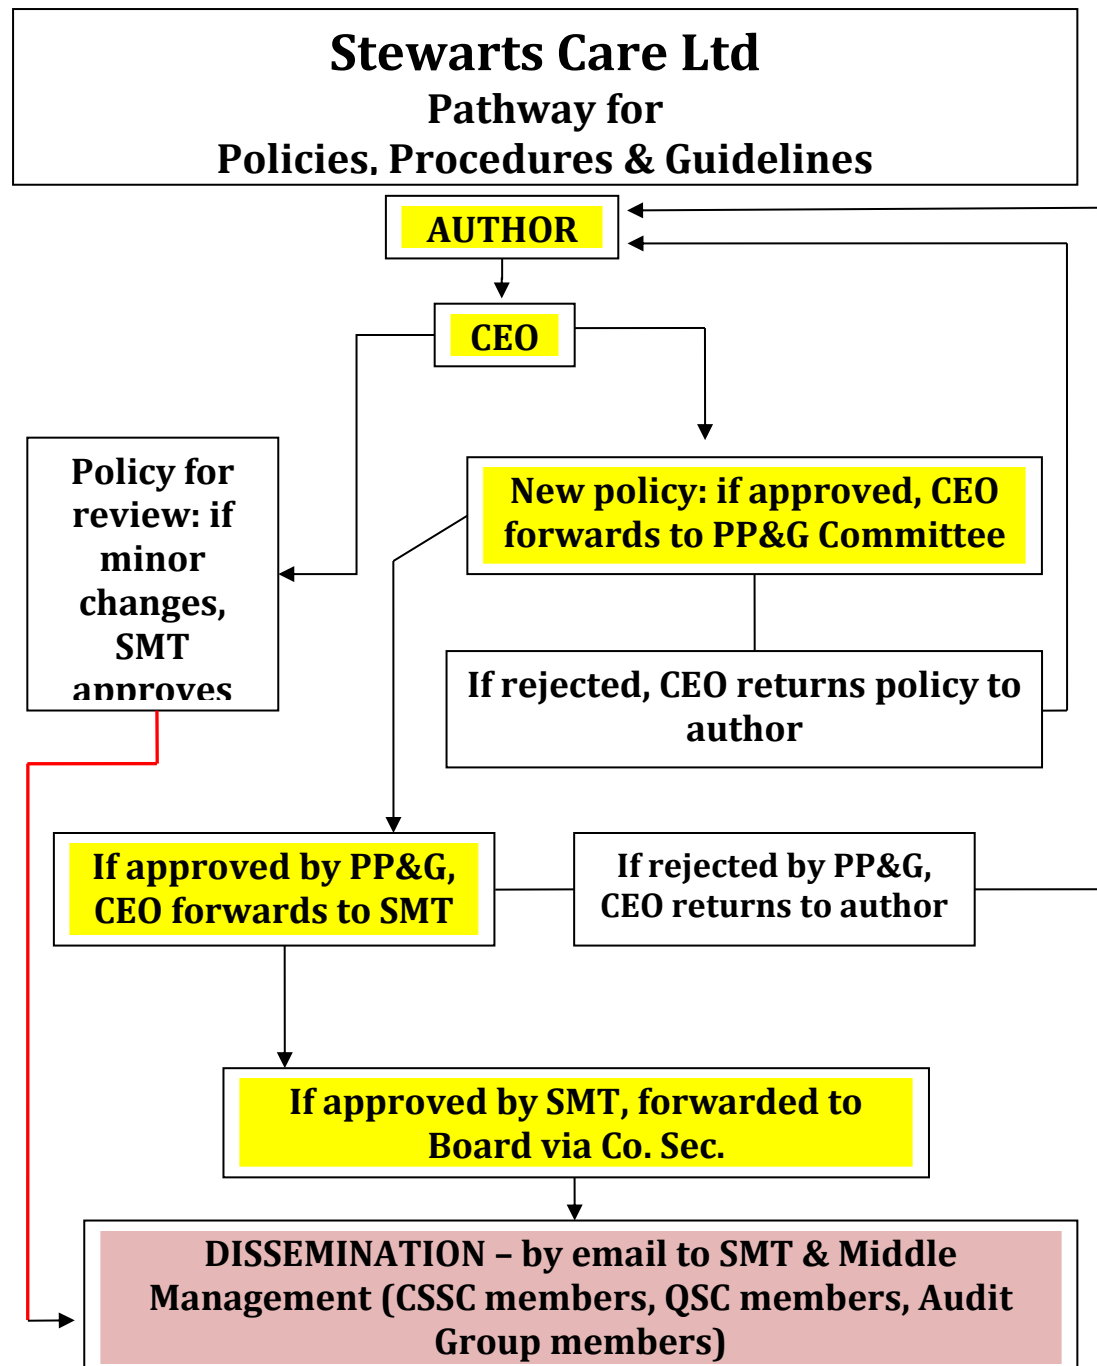 Stewarts Care Ltd
Pathway for
Policies, Procedures & Guidelines
AUTHOR
CEO
Policy for
review: if
minor
changes,
SMT
approves
New policy: if approved, CEO
forwards to PP&G Committee
If rejected, CEO returns policy to
author
If approved by PP&G,
CEO forwards to SMT
If rejected by PP&G,
CEO returns to author
If approved by SMT, forwarded to
Board via Co. Sec.
DISSEMINATION – by email to SMT & Middle
Management (CSSC members, QSC members, Audit
Group members)